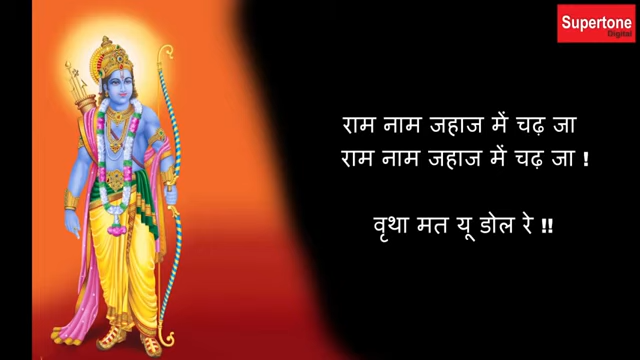 Supertone
Digital
राम नाम जहाज में चढ़ जा
राम नाम जहाज में चढ़ जा !
वृथा मत यू डोल रे !!